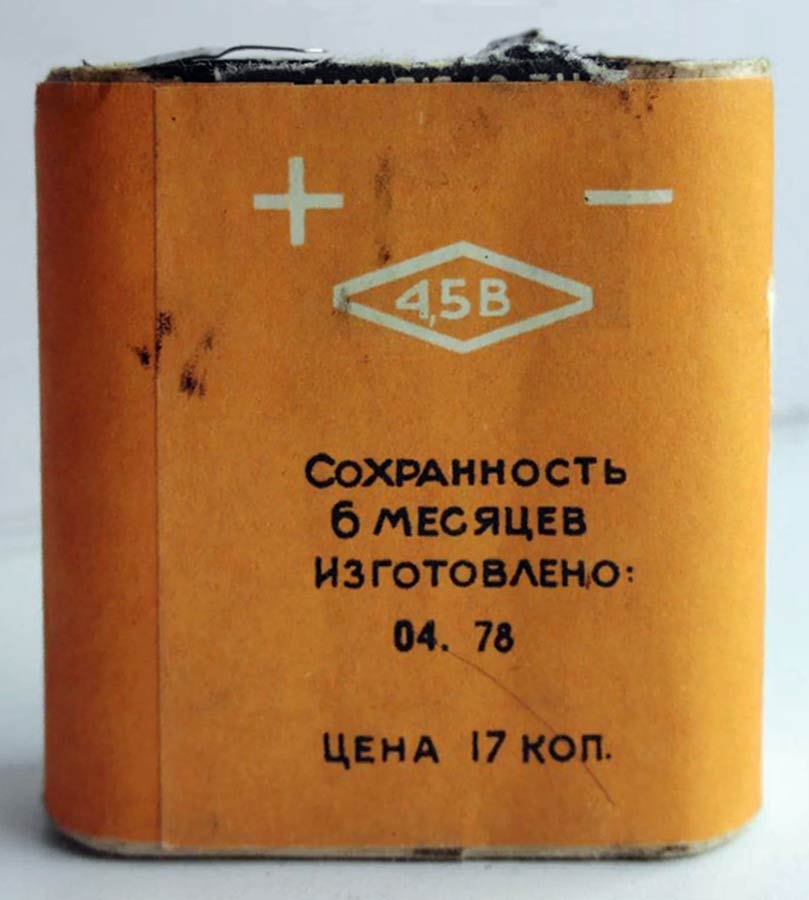 + −
4,5В
Сохранность
6 месяцев
Изготовлено:
04. 78
Цена 17 коп.